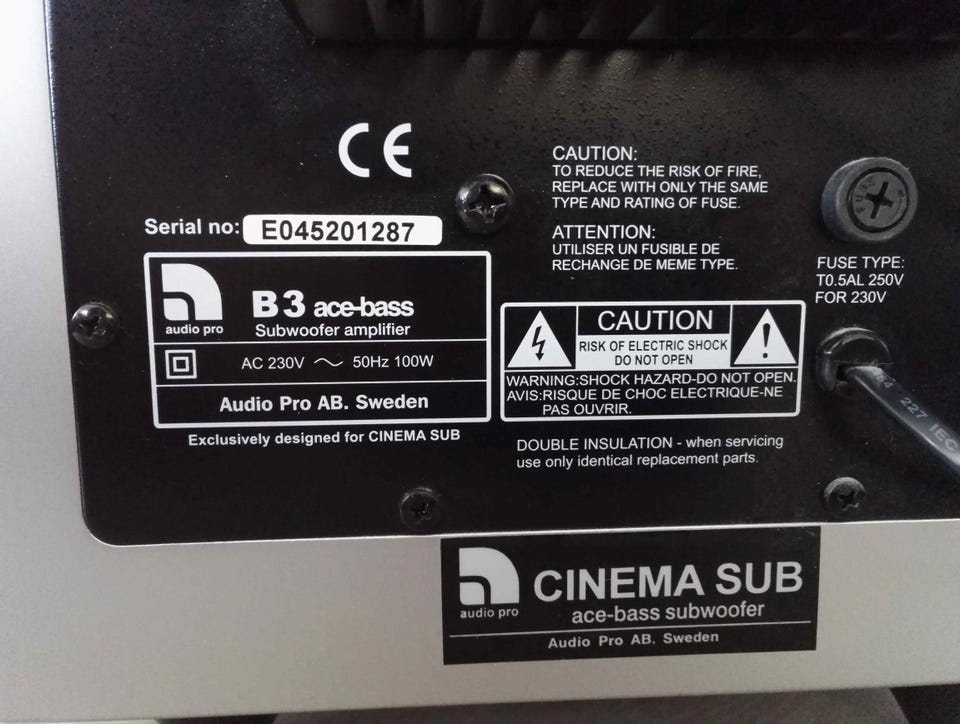 CE
Serial no: E045201287
audio pro
B3 ace-bass
Subwoofer amplifier
AC 230V ~ 50Hz 100W
Audio Pro AB. Sweden
Exclusively designed for CINEMA SUB
CAUTION:
TO REDUCE THE RISK OF FIRE,
REPLACE WITH ONLY THE SAME
TYPE AND RATING OF FUSE.
ATTENTION:
UTILISER UN FUSIBLE DE
RECHANGE DE MEME TYPE.
FUSE
FUSE TYPE:
T0.5AL 250V
FOR 230V
CAUTION
RISK OF ELECTRIC SHOCK
DO NOT OPEN
WARNING:SHOCK HAZARD-DO NOT OPEN.
AVIS:RISQUE DE CHOC ELECTRIQUE-NE
PAS OUVRIR.
DOUBLE INSULATION - when servicing
use only identical replacement parts.
227 IEC
audio pro
CINEMA SUB
ace-bass subwoofer
Audio Pro AB. Sweden